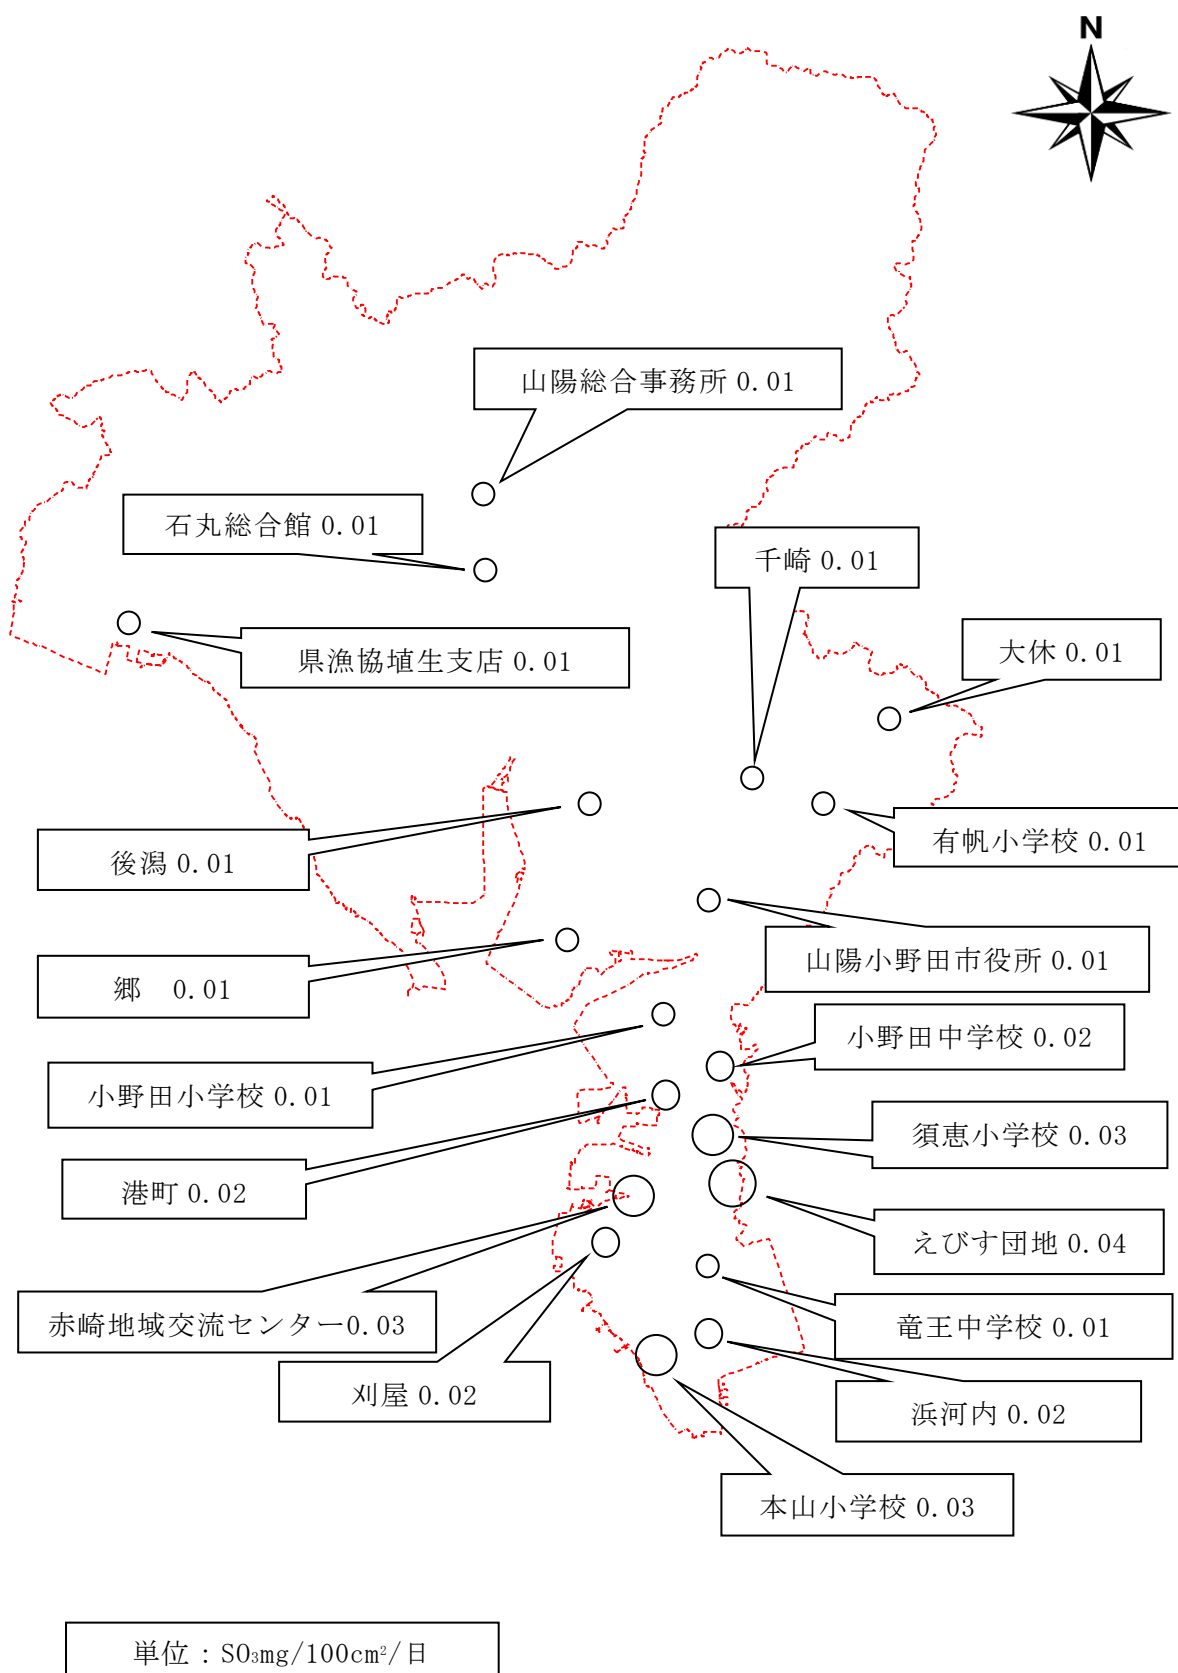 N
山陽総合事務所 0.01
石丸総合館 0.01
千崎 0.01
県漁協埴生支店 0.01
大休 0.01
有帆小学校 0.01
後潟 0.01
山陽小野田市役所 0.01
郷　0.01
小野田中学校 0.02
小野田小学校 0.01
須恵小学校 0.03
港町 0.02
えびす団地 0.04
赤崎地域交流センター0.03
竜王中学校 0.01
刈屋 0.02
浜河内 0.02
本山小学校 0.03
単位：SO₃mg/100cm²/日